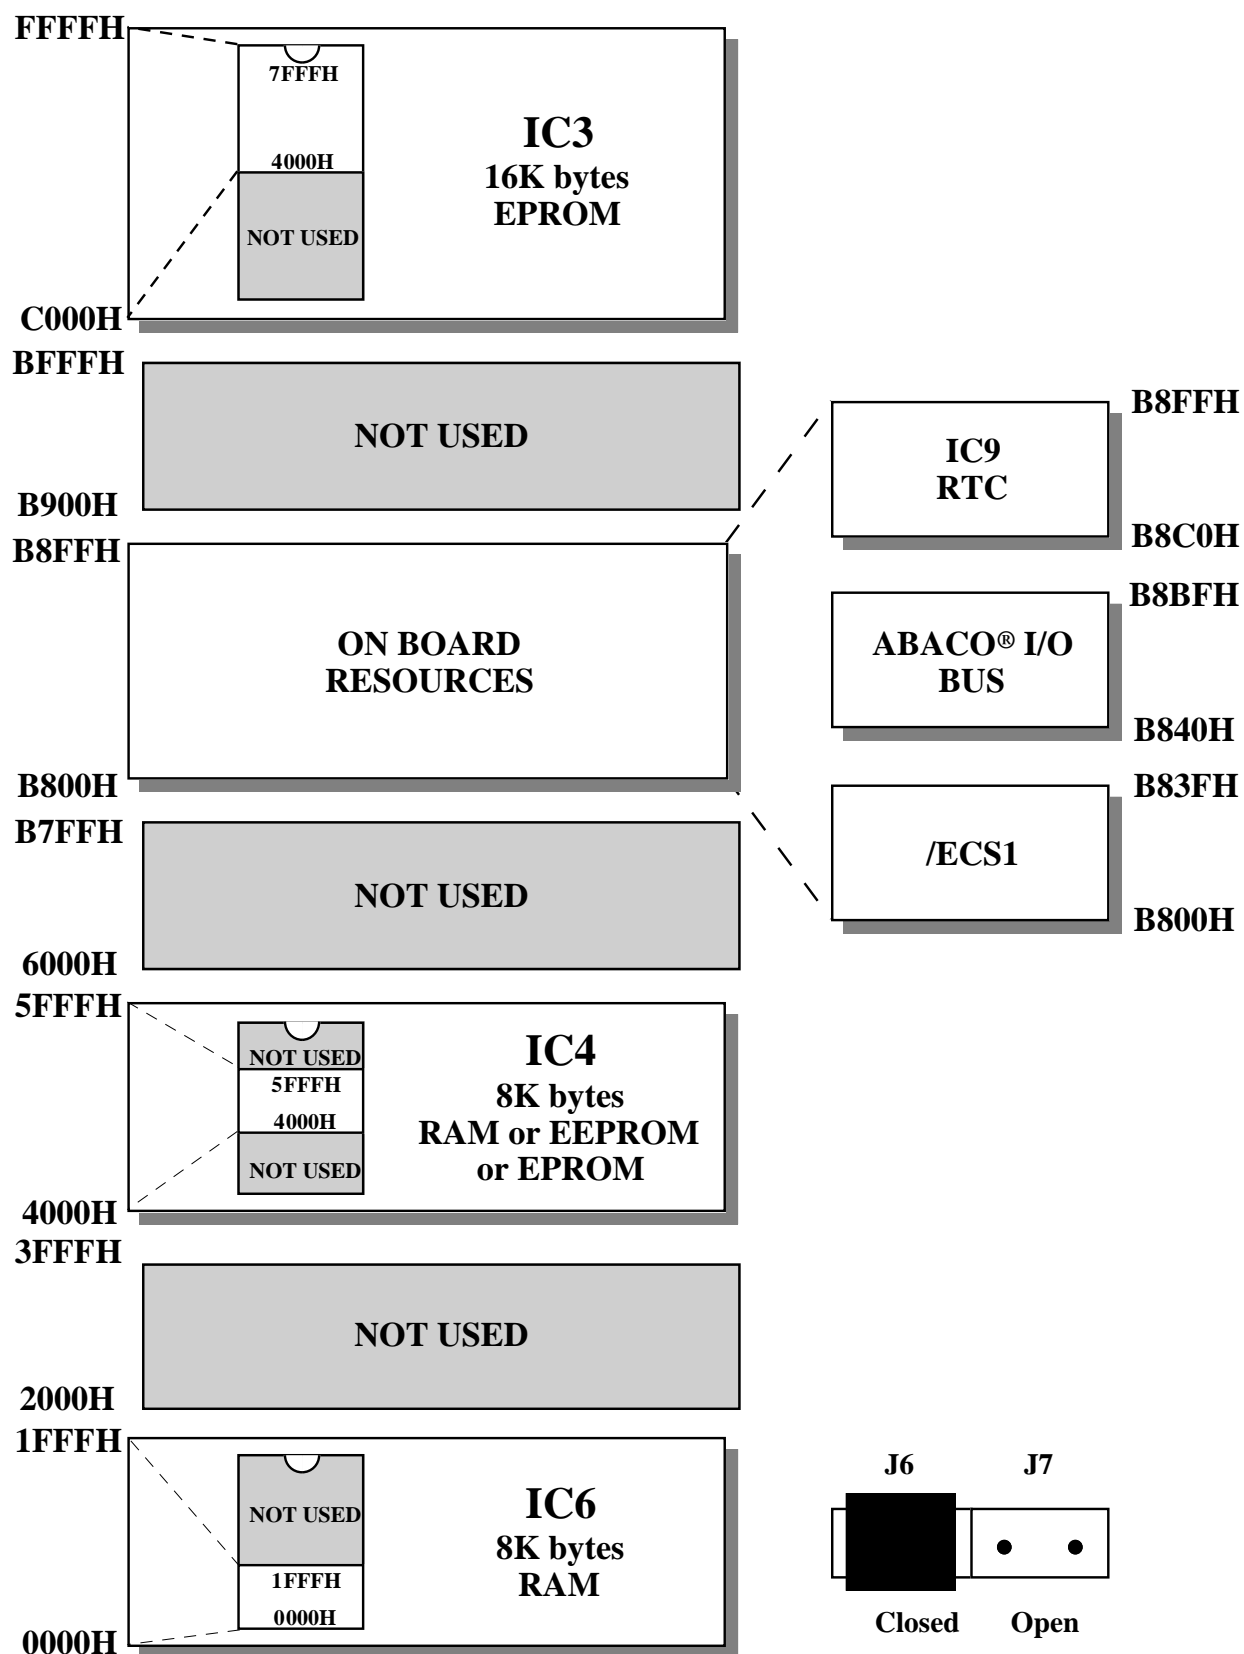 FFFFH
7FFFH
4000H
NOT USED
IC3
16K bytes
EPROM
C000H
BFFFH
NOT USED
B900H
B8FFH
ON BOARD
RESOURCES
B800H
B8FFH
IC9
RTC
B8C0H
B8BFH
ABACO® I/O
BUS
B840H
B83FH
/ECS1
B800H
B7FFH
NOT USED
6000H
5FFFH
NOT USED
5FFFH
4000H
NOT USED
IC4
8K bytes
RAM or EEPROM
or EPROM
4000H
3FFFH
NOT USED
2000H
1FFFH
NOT USED
1FFFH
0000H
IC6
8K bytes
RAM
0000H
J6 J7
Closed Open